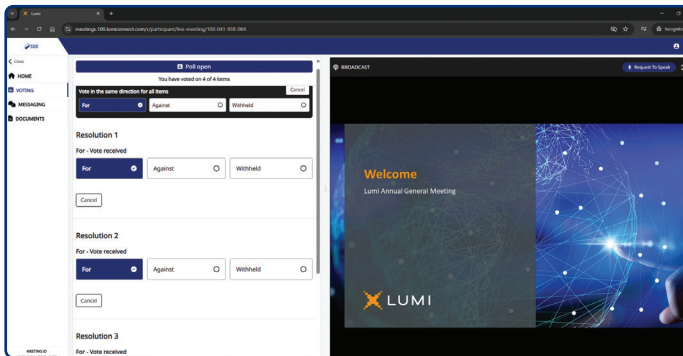 Lumi
meetings.lumiconnect.com/r/participant/live-meeting/100-041-938-069
SGO
Close
HOME
VOTING
MESSAGING
DOCUMENTS
MEETING ID
Poll open
You have voted on 4 of 4 items
Vote in the same direction for all items
Cancel
For
Against
Withheld
Resolution 1
For - Vote received
For
Against
Withheld
Cancel
Resolution 2
For - Vote received
For
Against
Withheld
Cancel
Resolution 3
For - Vote received
BROADCAST
Request To Speak
Welcome
Lumi Annual General Meeting
LUMI